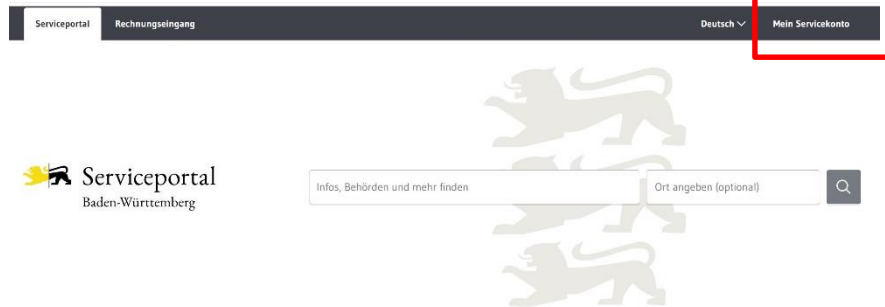 Serviceportal Rechnungseingang Deutsch Mein Servicekonto
Serviceportal
Baden-Württemberg
Infos, Behörden und mehr finden Ort angeben (optional)